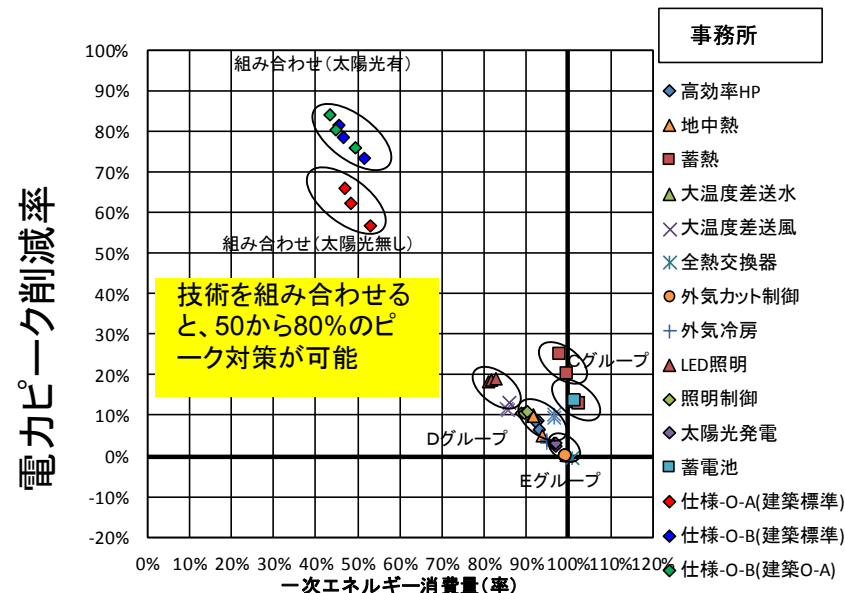 事務所
電力ピーク削減率
100%
90%
80%
70%
60%
50%
40%
30%
20%
10%
0%
-10%
-20%
組み合わせ（太陽光有）
組み合わせ（太陽光無し）
技術を組み合わせる
と、50から80%のピ
ーク対策が可能
Cグループ
Dグループ
Eグループ
0% 10% 20% 30% 40% 50% 60% 70% 80% 90% 100%110%120%
一次エネルギー消費量（率）
高効率HP
地中熱
蓄熱
大温度差送水
大温度差送風
全熱交換器
外気カット制御
外気冷房
LED照明
照明制御
太陽光発電
蓄電池
仕様-O-A(建築標準)
仕様-O-B(建築標準)
仕様-O-B(建築O-A)